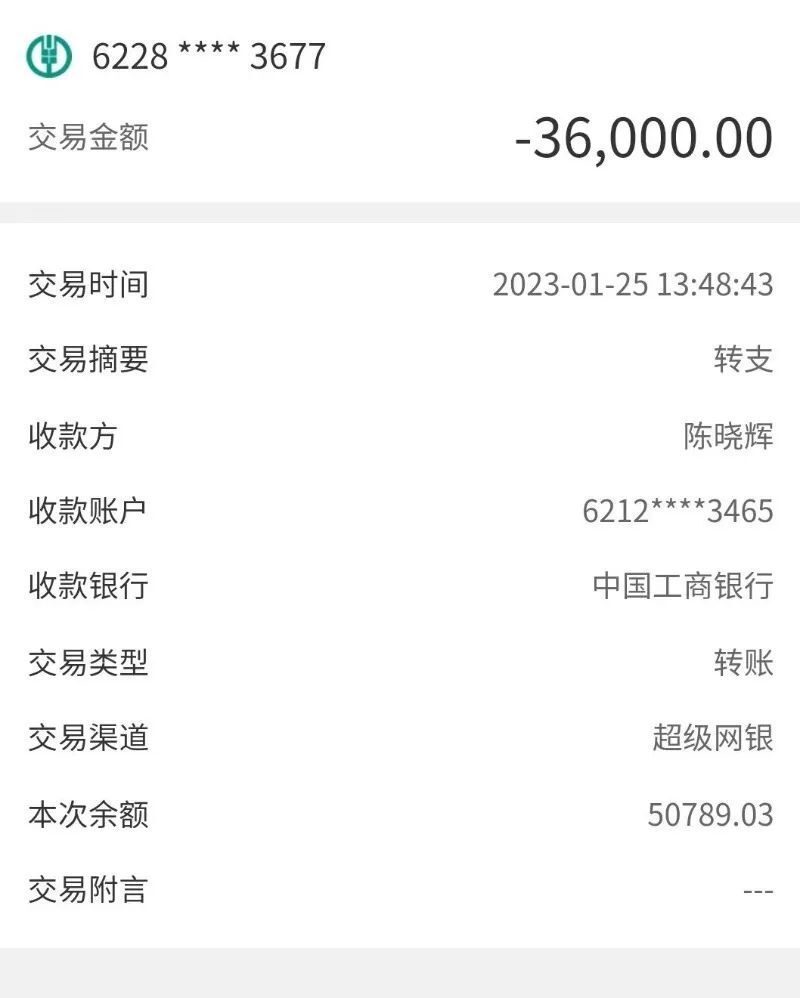 6228 **** 3677
交易金额 -36,000.00
交易时间 2023-01-25 13:48:43
交易摘要 转支
收款方 陈晓辉
收款账户 6212****3465
收款银行 中国工商银行
交易类型 转账
交易渠道 超级网银
本次余额 50789.03
交易附言 ---